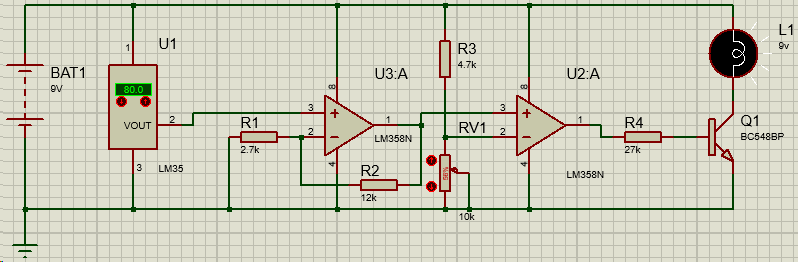 BAT1
9V
1
U1
80.0
VOUT
2
3
LM35
R1
2.7k
R2
12k
U3:A
8
3
+
2
-
1
4
LM358N
R3
4.7k
RV1
10k
U2:A
8
3
+
2
-
1
4
LM358N
R4
27k
Q1
BC548BP
L1
9v